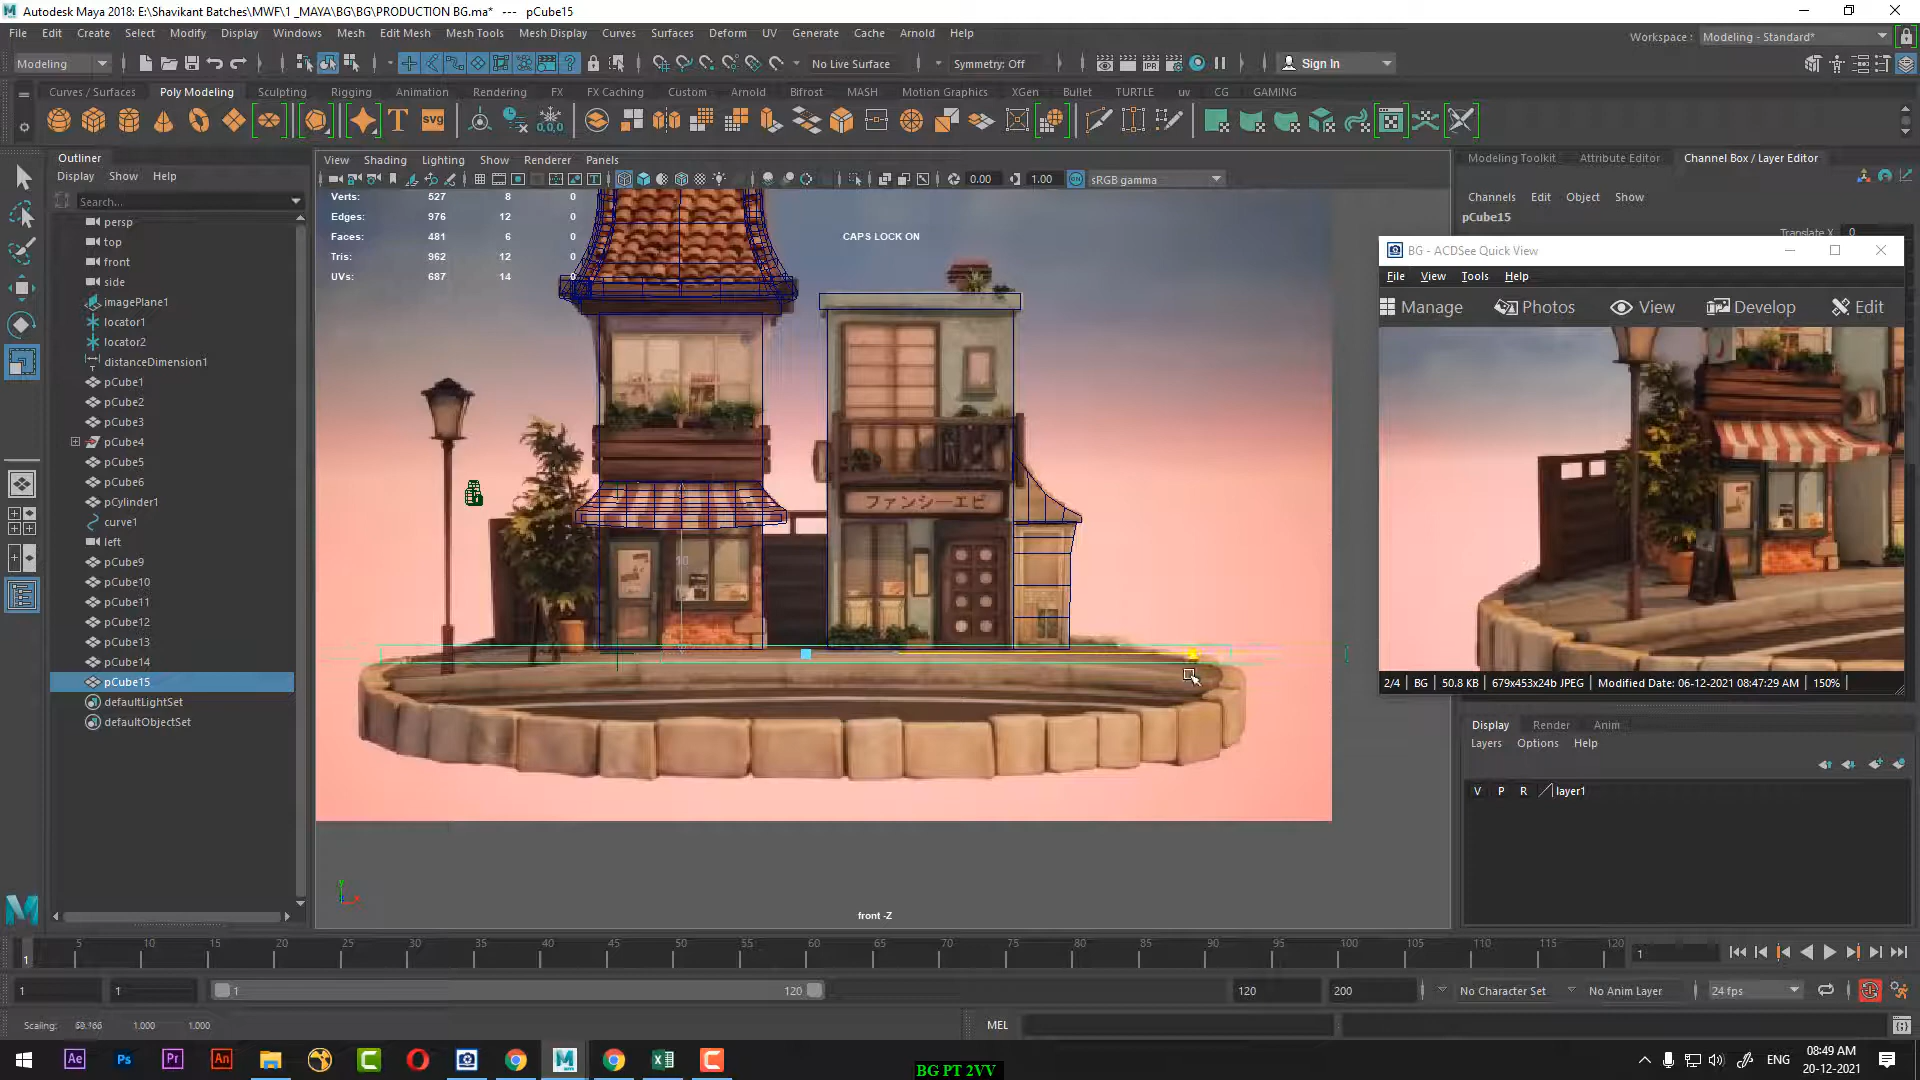 Autodesk Maya 2018: E:\Shavikant Batches\MWF\1 _MAYA\BG\BG\PRODUCTION BG.ma*   ---   pCube15
File Edit Create Select Modify Display Windows Mesh Edit Mesh Mesh Tools Mesh Display Curves Surfaces Deform UV Generate Cache Arnold Help
Workspace : Modeling - Standard*
Modeling
No Live Surface
Symmetry: Off
Sign In
Curves / Surfaces Poly Modeling Sculpting Rigging Animation Rendering FX FX Caching Custom Arnold Bifrost MASH Motion Graphics XGen Bullet TURTLE uv CG GAMING
T svg
0,0,0
Outliner
Display Show Help
Search...
persp
top
front
side
imagePlane1
locator1
locator2
distanceDimension1
pCube1
pCube2
pCube3
pCube4
pCube5
pCube6
pCylinder1
curve1
left
pCube9
pCube10
pCube11
pCube12
pCube13
pCube14
pCube15
defaultLightSet
defaultObjectSet
View Shading Lighting Show Renderer Panels
0.00 1.00 sRGB gamma
Verts: 527 8 0
Edges: 976 12 0
Faces: 481 6 0
Tris: 962 12 0
UVs: 687 14 0
CAPS LOCK ON
ファンシーエビ
front -Z
Modeling Toolkit Attribute Editor Channel Box / Layer Editor
Channels Edit Object Show
pCube15
Translate X 0
BG - ACDSee Quick View
File View Tools Help
Manage Photos View Develop Edit
2/4 BG 50.8 KB 679x453x24b JPEG Modified Date: 06-12-2021 08:47:29 AM 150%
Display Render Anim
Layers Options Help
V P R layer1
5 10 15 20 25 30 35 40 45 50 55 60 65 70 75 80 85 90 95 100 105 110 115 120
1
1
1 1 1 120 120 200 No Character Set No Anim Layer 24 fps
Scaling: 1.000 1.000
MEL
Ae Ps Pr An
ENG
08:49 AM
20-12-2021
BG PT 2VV